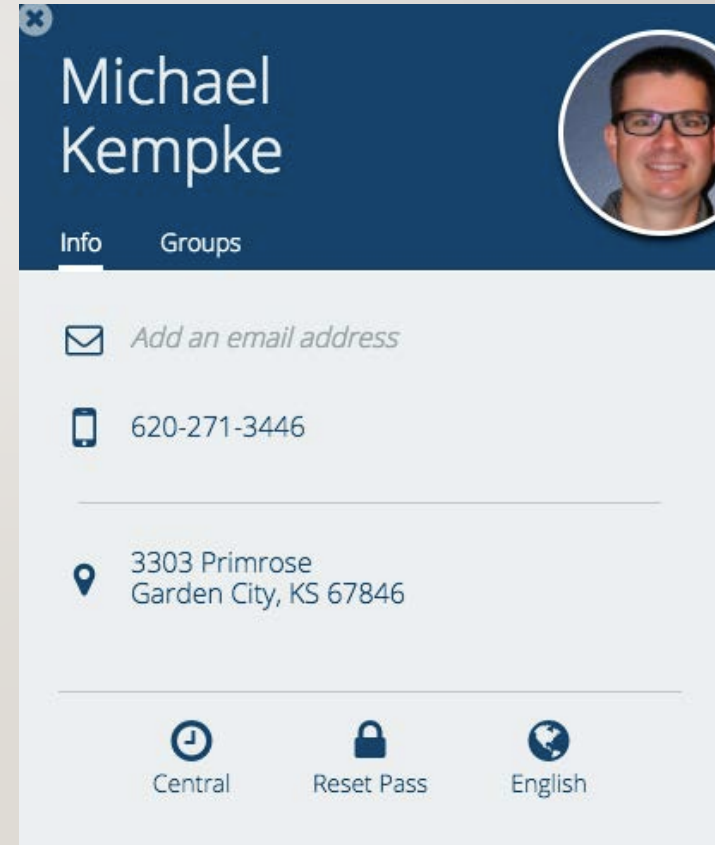 Michael
Kempke
Info Groups
Add an email address
620-271-3446
3303 Primrose
Garden City, KS 67846
Central Reset Pass English